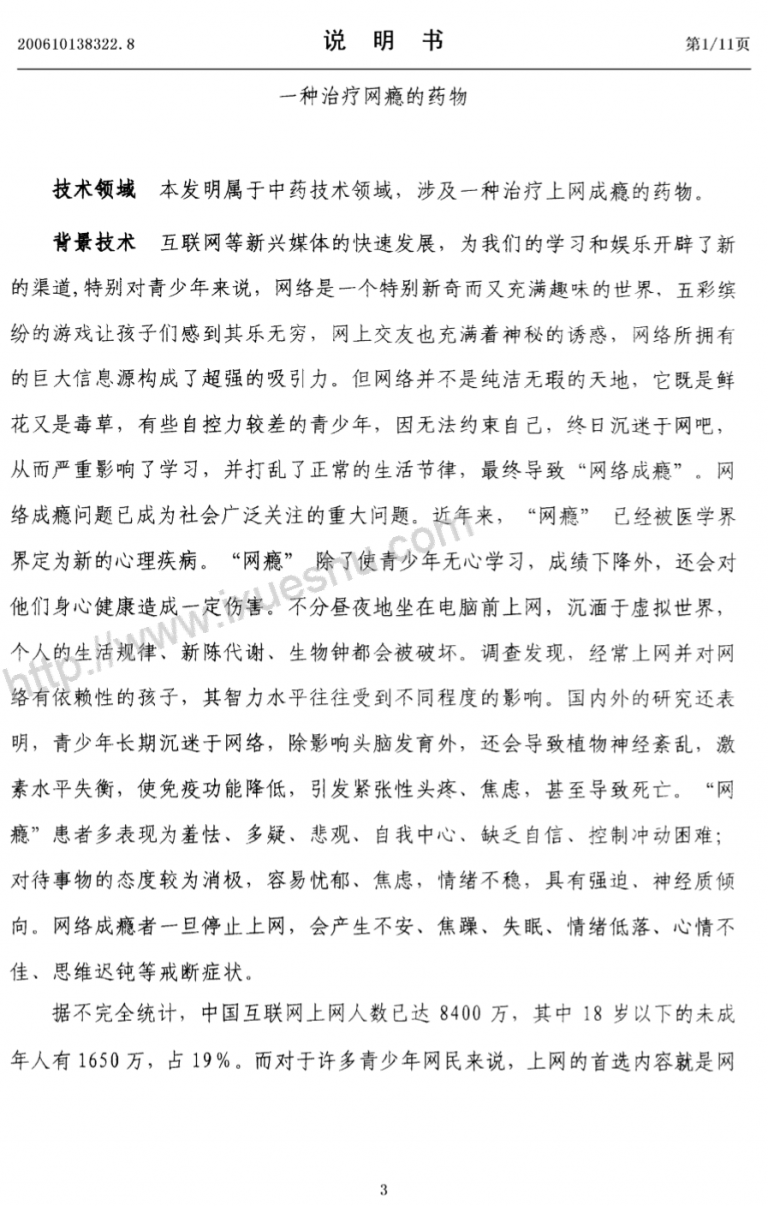 200610138322.8 说 明 书 第1/11页
一种治疗网瘾的药物
技术领域 本发明属于中药技术领域，涉及一种治疗上网成瘾的药物。
背景技术 互联网等新兴媒体的快速发展，为我们的学习和娱乐开辟了新
的渠道,特别对青少年来说，网络是一个特别新奇而又充满趣味的世界，五彩缤
纷的游戏让孩子们感到其乐无穷，网上交友也充满着神秘的诱惑，网络所拥有
的巨大信息源构成了超强的吸引力。但网络并不是纯洁无瑕的天地，它既是鲜
花又是毒草，有些自控力较差的青少年，因无法约束自己，终日沉迷于网吧，
从而严重影响了学习，并打乱了正常的生活节律，最终导致“网络成瘾”。网
络成瘾问题已成为社会广泛关注的重大问题。近年来，“网瘾” 已经被医学界
界定为新的心理疾病。“网瘾” 除了使青少年无心学习，成绩下降外，还会对
他们身心健康造成一定伤害。不分昼夜地坐在电脑前上网，沉湎于虚拟世界，
个人的生活规律、新陈代谢、生物钟都会被破坏。调查发现，经常上网并对网
络有依赖性的孩子，其智力水平往往受到不同程度的影响。国内外的研究还表
明，青少年长期沉迷于网络，除影响头脑发育外，还会导致植物神经紊乱，激
素水平失衡，使免疫功能降低，引发紧张性头疼、焦虑，甚至导致死亡。“网
瘾”患者多表现为羞怯、多疑、悲观、自我中心、缺乏自信、控制冲动困难；
对待事物的态度较为消极，容易忧郁、焦虑，情绪不稳，具有强迫、神经质倾
向。网络成瘾者一旦停止上网，会产生不安、焦躁、失眠、情绪低落、心情不
佳、思维迟钝等戒断症状。
据不完全统计，中国互联网上网人数已达 8400 万，其中 18 岁以下的未成
年人有 1650 万，占 19%。而对于许多青少年网民来说，上网的首选内容就是网
3
http://www.ixueshu.com